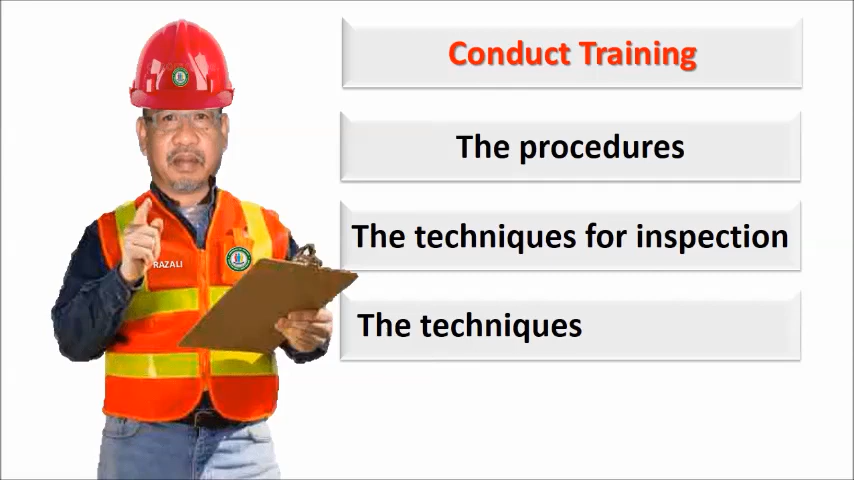 Conduct Training
The procedures
The techniques for inspection
The techniques
RAZALI